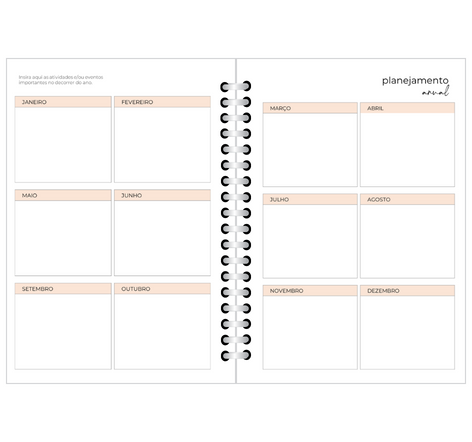 Insira aqui as atividades e/ou eventos
importantes no decorrer do ano.
JANEIRO
FEVEREIRO
MAIO
JUNHO
SETEMBRO
OUTUBRO
planejamento
anual
MARÇO
ABRIL
JULHO
AGOSTO
NOVEMBRO
DEZEMBRO